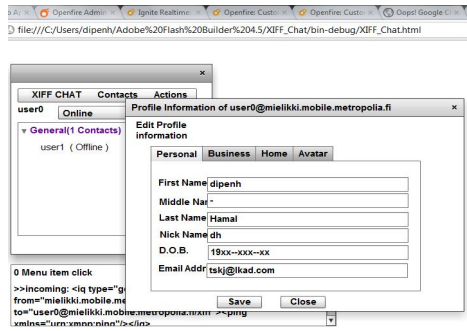 Openfire Admin
Ignite Realtime:
Openfire: Custo
Openfire: Custo
Oops! Google Ch
file:///C:/Users/dipenh/Adobe%20Flash%20Builder%204.5/XIFF_Chat/bin-debug/XIFF_Chat.html
x
XIFF CHAT Contacts Actions
user0 Online
General(1 Contacts)
user1 ( Offline )
Profile Information of user0@mielikki.mobile.metropolia.fi x
Edit Profile
information
Personal Business Home Avatar
First Name dipenh
Middle Nar -
Last Name Hamal
Nick Name dh
D.O.B. 19xx--xxx--xx
Email Addr tskj@lkad.com
Save Close
0 Menu item click
>>incoming: <iq type="g
from="mielikki.mobile.me
to="user0@mielikki.mobile.metropolia.fi/xiff"><ping
xmlns="urn:xmpp:ping"/></iq>